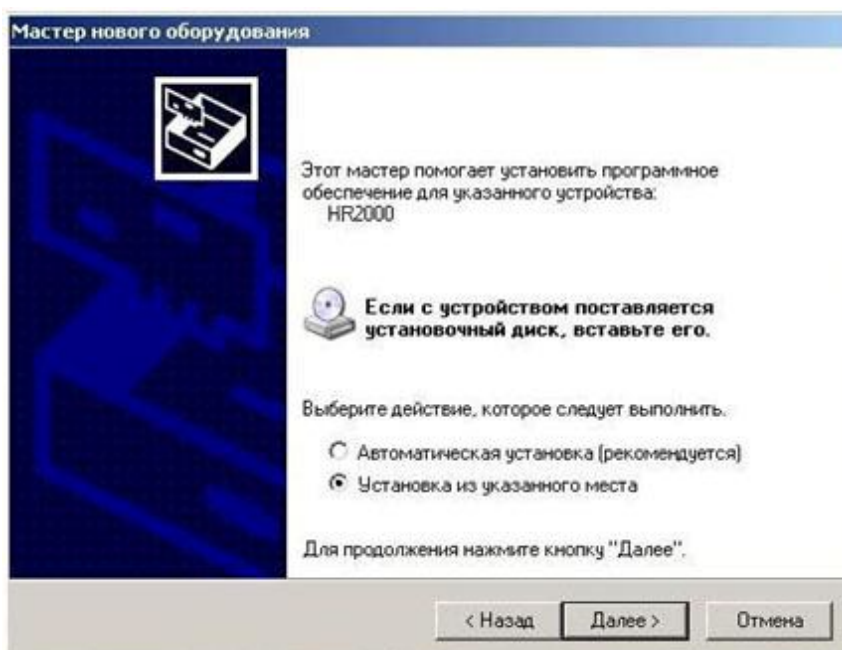 Мастер нового оборудования
Этот мастер помогает установить программное
обеспечение для указанного устройства:
HR2000
Если с устройством поставляется
установочный диск, вставьте его.
Выберите действие, которое следует выполнить.
Автоматическая установка (рекомендуется)
Установка из указанного места
Для продолжения нажмите кнопку "Далее".
< Назад
Далее >
Отмена